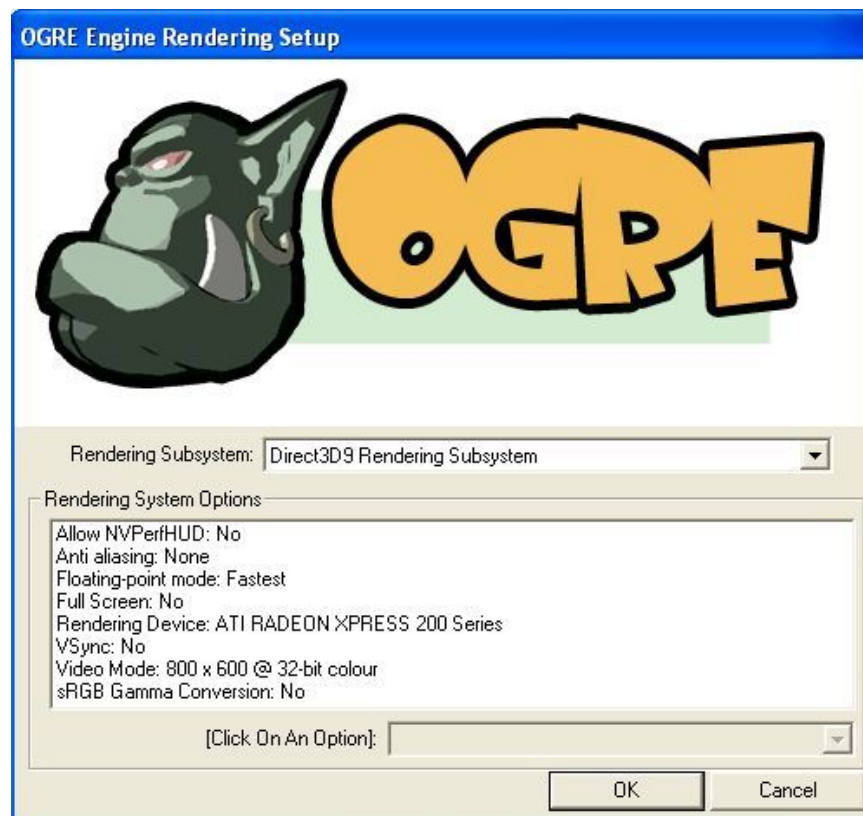 OGRE Engine Rendering Setup
OGRE
Rendering Subsystem: Direct3D9 Rendering Subsystem
Rendering System Options
Allow NVPerfHUD: No
Anti aliasing: None
Floating-point mode: Fastest
Full Screen: No
Rendering Device: ATI RADEON XPRESS 200 Series
VSync: No
Video Mode: 800 x 600 @ 32-bit colour
sRGB Gamma Conversion: No
[Click On An Option]:
OK Cancel